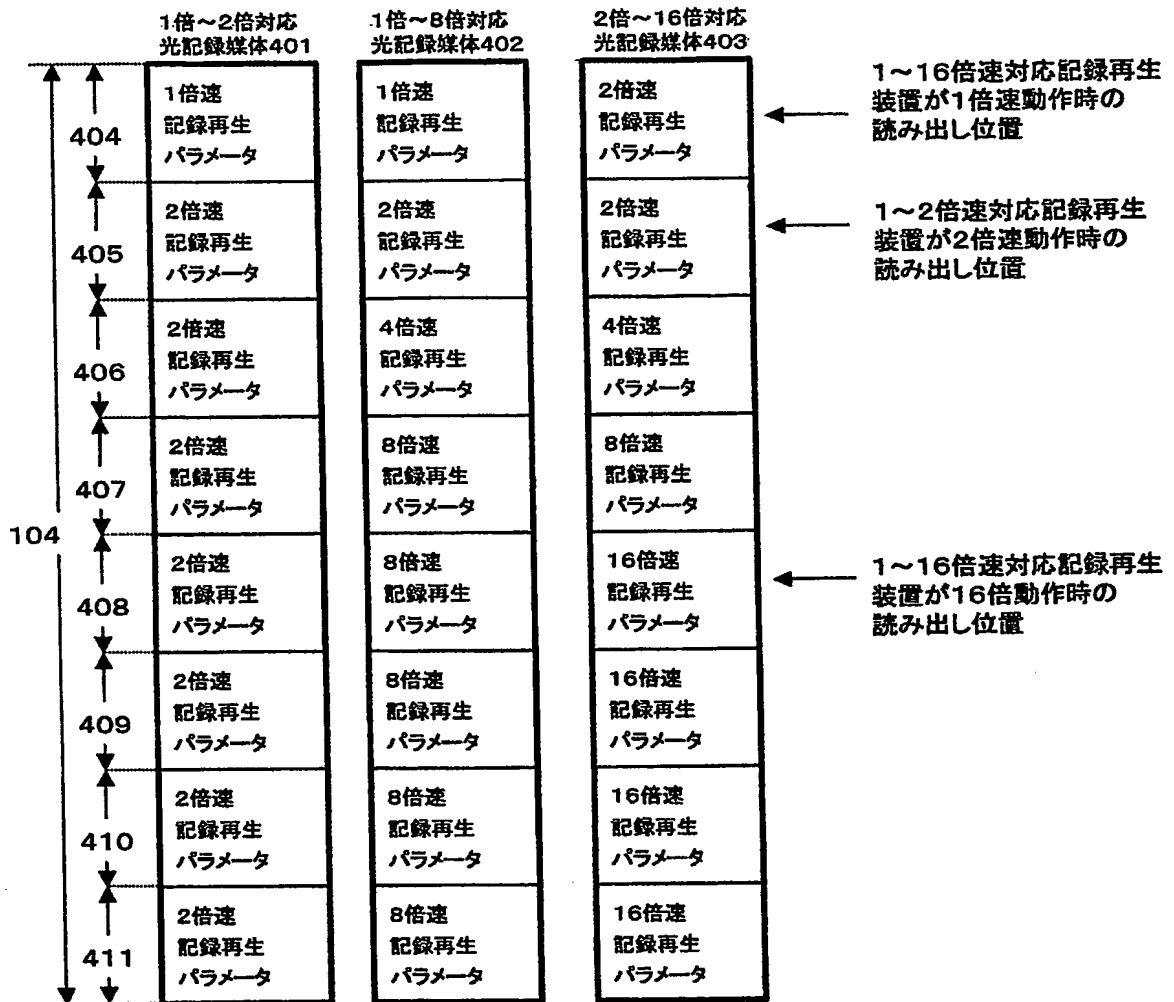 1倍～2倍対応
光記録媒体401
1倍～8倍対応
光記録媒体402
2倍～16倍対応
光記録媒体403
104
404
405
406
407
408
409
410
411
1倍速
記録再生
パラメータ
2倍速
記録再生
パラメータ
2倍速
記録再生
パラメータ
2倍速
記録再生
パラメータ
2倍速
記録再生
パラメータ
2倍速
記録再生
パラメータ
2倍速
記録再生
パラメータ
2倍速
記録再生
パラメータ
1倍速
記録再生
パラメータ
2倍速
記録再生
パラメータ
4倍速
記録再生
パラメータ
8倍速
記録再生
パラメータ
8倍速
記録再生
パラメータ
8倍速
記録再生
パラメータ
8倍速
記録再生
パラメータ
8倍速
記録再生
パラメータ
2倍速
記録再生
パラメータ
2倍速
記録再生
パラメータ
4倍速
記録再生
パラメータ
8倍速
記録再生
パラメータ
16倍速
記録再生
パラメータ
16倍速
記録再生
パラメータ
16倍速
記録再生
パラメータ
16倍速
記録再生
パラメータ
1～16倍速対応記録再生
装置が1倍速動作時の
読み出し位置
1～2倍速対応記録再生
装置が2倍速動作時の
読み出し位置
1～16倍速対応記録再生
装置が16倍動作時の
読み出し位置